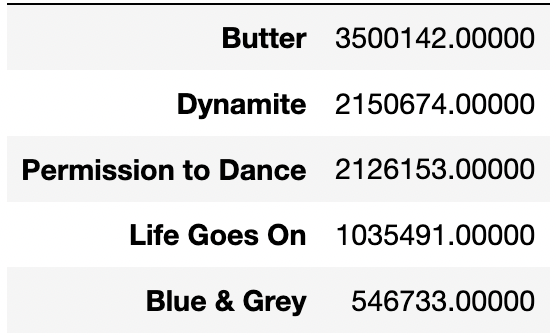 Butter 3500142.00000
Dynamite 2150674.00000
Permission to Dance 2126153.00000
Life Goes On 1035491.00000
Blue & Grey 546733.00000